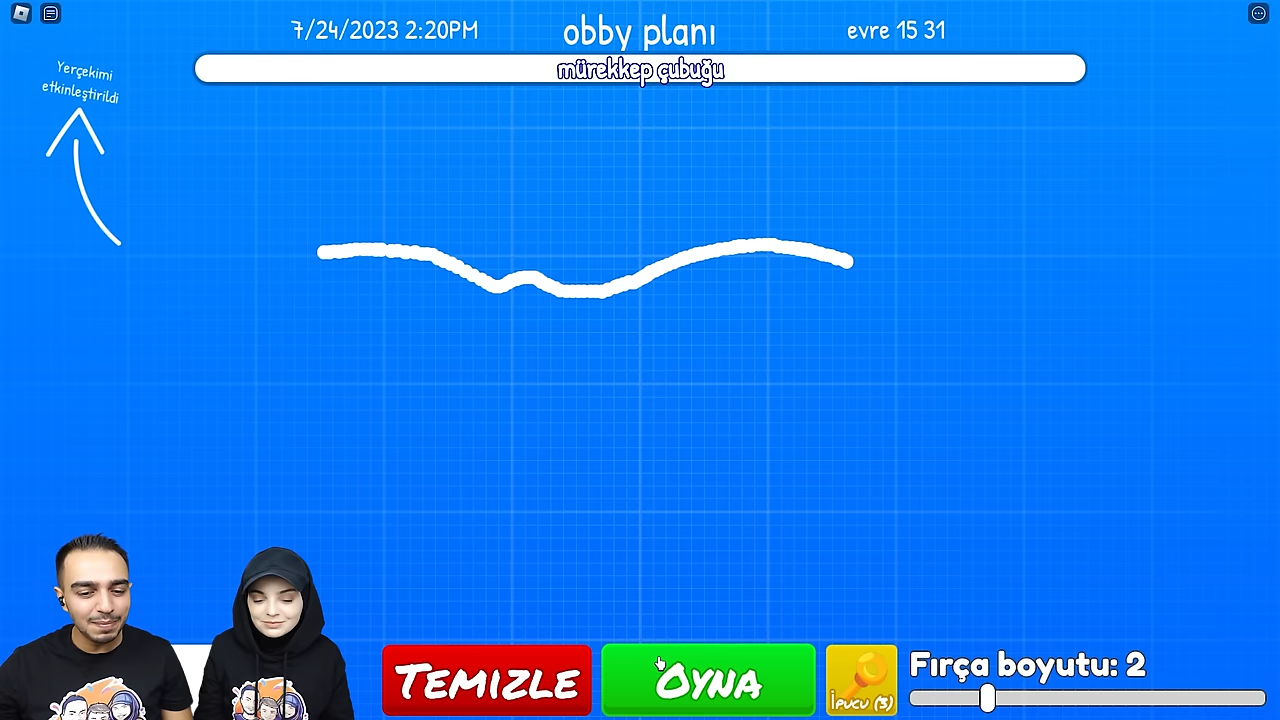 7/24/2023 2:20PM
obby planı
evre 15 31
mürekkep çubuğu
Yerçekimi
etkinleştirildi
TEMIZLE
OYNA
İPUCU (3)
Fırça boyutu: 2